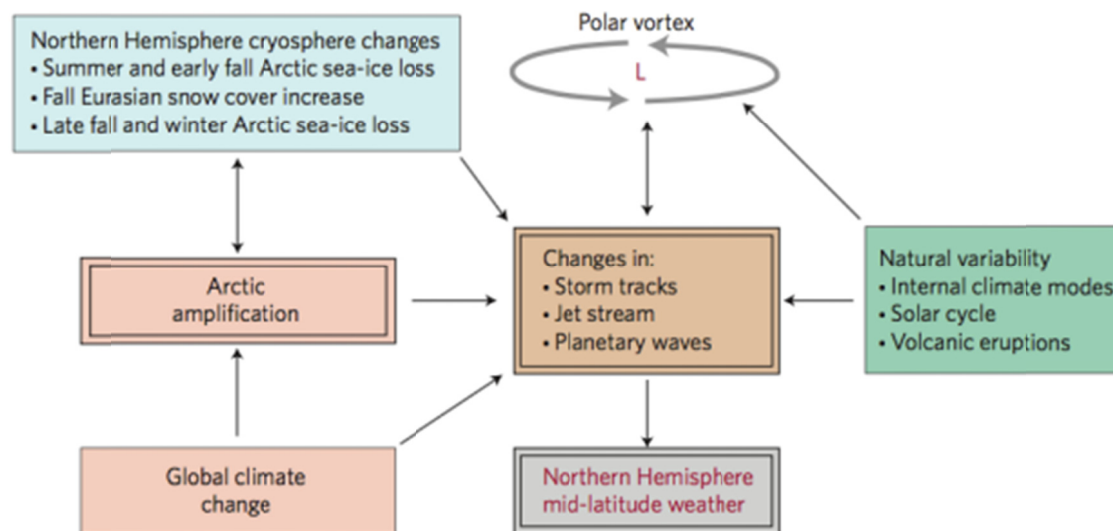 Polar vortex
L
Northern Hemisphere cryosphere changes
• Summer and early fall Arctic sea-ice loss
• Fall Eurasian snow cover increase
• Late fall and winter Arctic sea-ice loss
Arctic
amplification
Changes in:
• Storm tracks
• Jet stream
• Planetary waves
Natural variability
• Internal climate modes
• Solar cycle
• Volcanic eruptions
Global climate
change
Northern Hemisphere
mid-latitude weather